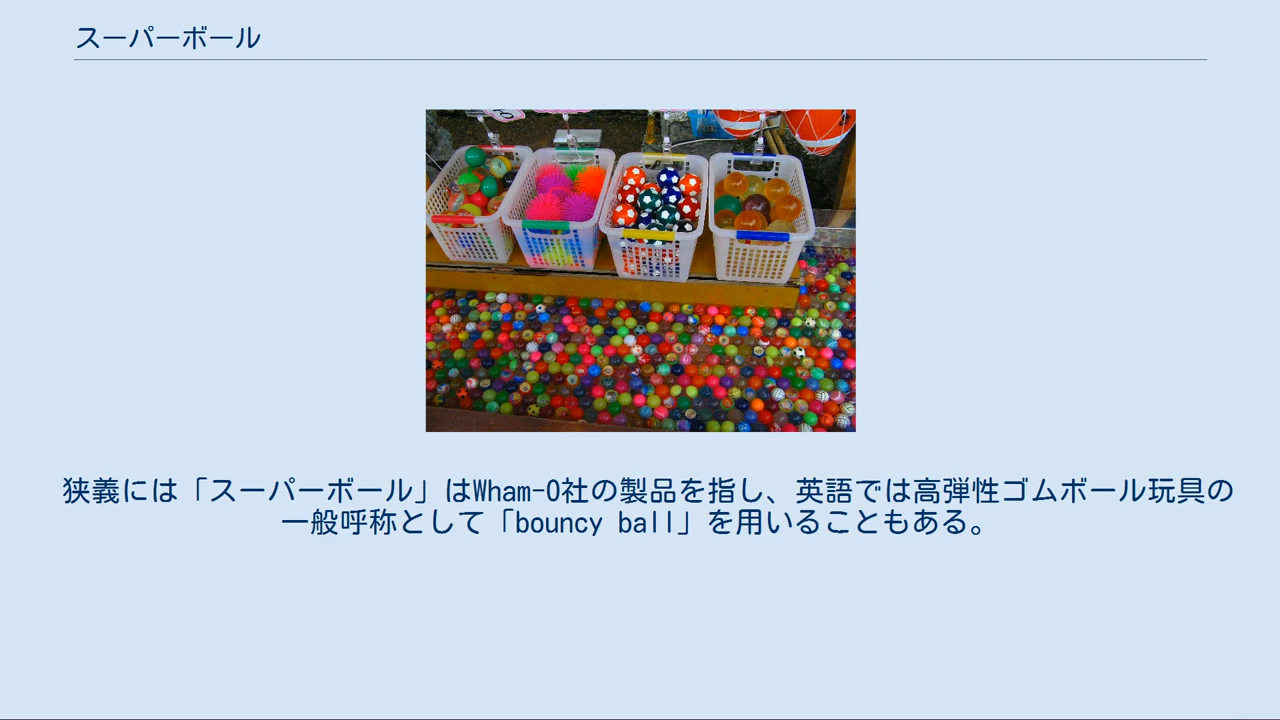 スーパーボール
狭義には「スーパーボール」はWham-O社の製品を指し、英語では高弾性ゴムボール玩具の
一般呼称として「bouncy ball」を用いることもある。